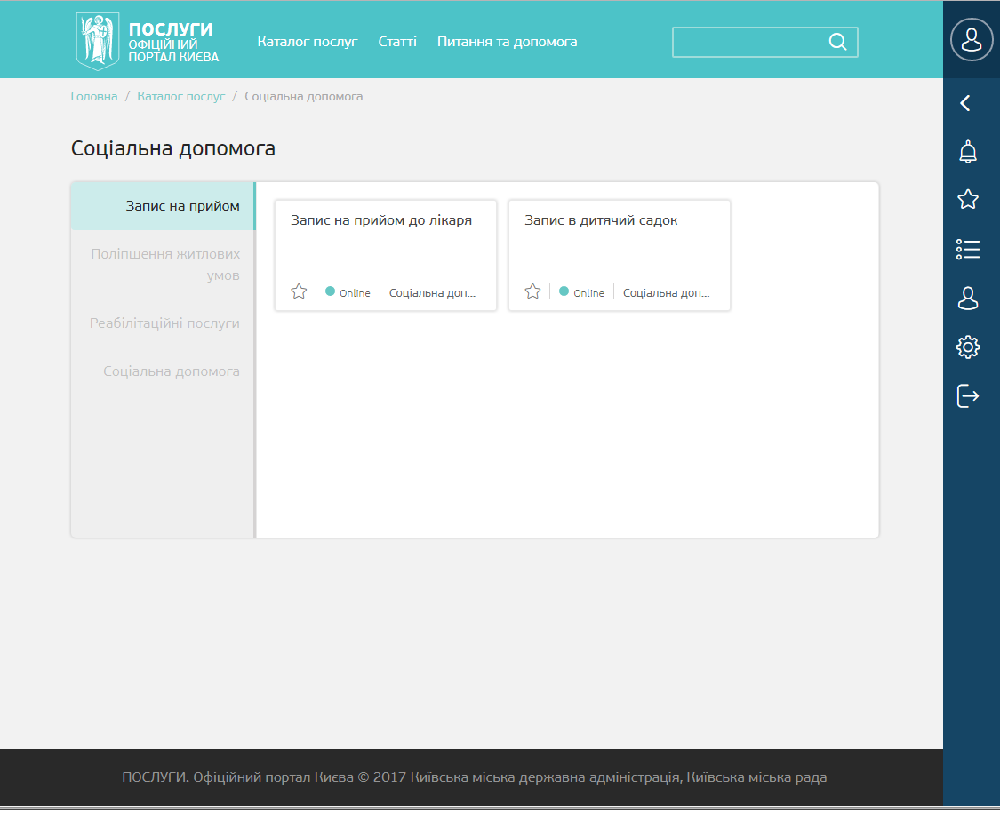 ПОСЛУГИ
ОФІЦІЙНИЙ
ПОРТАЛ КИЄВА
Каталог послуг Статті Питання та допомога
Головна / Каталог послуг / Соціальна допомога
Соціальна допомога
Запис на прийом
Поліпшення житлових
умов
Реабілітаційні послуги
Соціальна допомога
Запис на прийом до лікаря
Online Соціальна доп...
Запис в дитячий садок
Online Соціальна доп...
ПОСЛУГИ. Офіційний портал Києва © 2017 Київська міська державна адміністрація, Київська міська рада